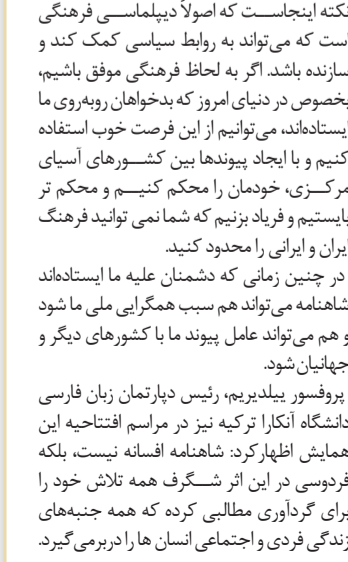 نکته اینجاست که اصولاً دیپلماسی فرهنگی
است که می‌تواند به روابط سیاسی کمک کند و
سازنده باشد. اگر به لحاظ فرهنگی موفق باشیم،
بخصوص در دنیای امروز که بدخواهان روبه‌روی ما
ایستاده‌اند، می‌توانیم از این فرصت خوب استفاده
کنیم و با ایجاد پیوندها بین کشورهای آسیای
مرکزی، خودمان را محکم کنیم و محکم تر
بایستیم و فریاد بزنیم که شما نمی توانید فرهنگ
ایران و ایرانی را محدود کنید.
در چنین زمانی که دشمنان علیه ما ایستاده‌اند
شاهنامه می‌تواند هم سبب همگرایی ملی ما شود
و هم می‌تواند عامل پیوند ما با کشورهای دیگر و
جهانیان شود.
پروفسور ییلدیریم، رئیس دپارتمان زبان فارسی
دانشگاه آنکارا ترکیه نیز در مراسم افتتاحیه این
همایش اظهارکرد: شاهنامه افسانه نیست، بلکه
فردوسی در این اثر شگرف همه تلاش خود را
برای گردآوری مطالبی کرده که همه جنبه‌های
زندگی فردی و اجتماعی انسان ها را دربرمی‌گیرد.